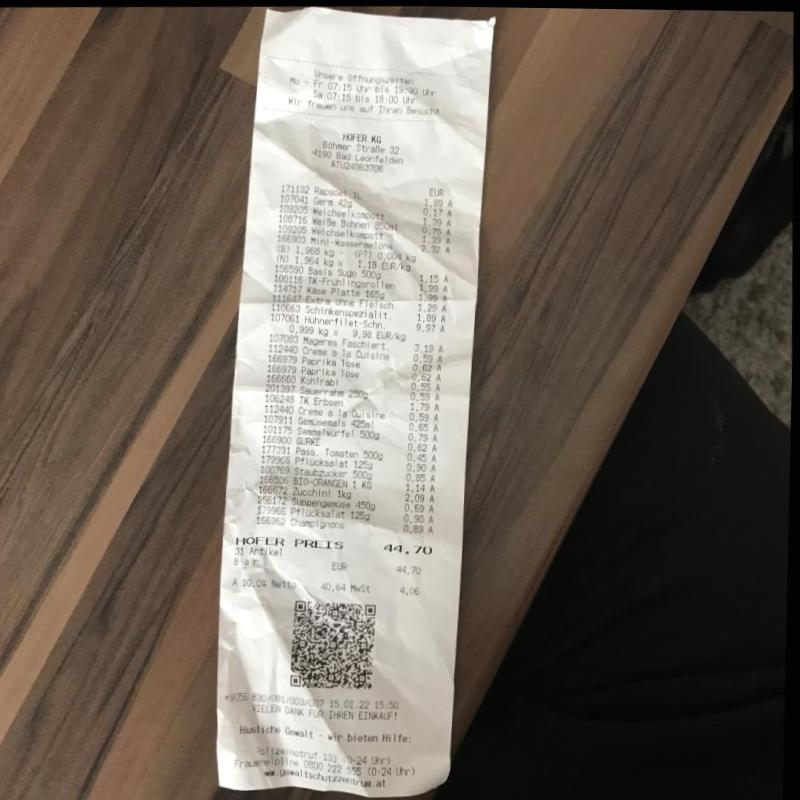 Unsere Öffnungszeiten
Mo - Fr 07:15 Uhr bis 19:30 Uhr
Sa 07:15 bis 18:00 Uhr
Wir freuen uns auf Ihren Besuch!
HOFER KG
Böhmer Straße 32
4190 Bad Leonfelden
ATU24963706
EUR
171132 Rapsoel 1L 1,89 A
107041 Germ 42g 0,17 A
109205 Weichselkompott 1,39 A
108716 Weiße Bohnen 850ml 0,75 A
109205 Weichselkompott 1,39 A
166903 Mini-Wassermelone 2,32 A
(B) 1,968 kg - (PT) 0,004 kg
(N) 1,964 kg x 1,18 EUR/kg
156590 Basis Sugo 500g 1,15 A
100116 TK-Frühlingsrollen 1,99 A
114717 Käse Platte 165g 1,99 A
111647 Extra ohne Fleisch 1,29 A
110663 Schinkenspezialit. 1,89 A
107061 Hühnerfilet-Schn. 9,97 A
0,999 kg x 9,98 EUR/kg
107083 Mageres Faschiert. 3,19 A
112440 Creme a la Cuisine 0,59 A
166979 Paprika lose 0,62 A
166979 Paprika lose 0,62 A
166660 Kohlrabi 0,55 A
201397 Sauerrahm 250g 0,59 A
106248 TK Erbsen 1,79 A
112440 Creme a la Cuisine 0,59 A
107911 Gemüsemais 425ml 0,65 A
101175 Semmelwürfel 500g 0,79 A
166900 GURKE 0,62 A
177331 Pass. Tomaten 500g 0,45 A
179966 Pflücksalat 125g 0,90 A
100769 Staubzucker 500g 0,85 A
166506 BIO-ORANGEN 1 KG 1,14 A
166672 Zucchini 1kg 2,09 A
256172 Suppengemüse 450g 0,69 A
179966 Pflücksalat 125g 0,90 A
166962 Champignons 0,89 A
HOFER PREIS 44,70
31 Artikel
Bar EUR 44,70
A 10,0% Netto 40,64 MwSt 4,06
*9056 630/081/003/007 15.01.22 15:50
VIELEN DANK FÜR IHREN EINKAUF!
Häusliche Gewalt - wir bieten Hilfe:
Polizeinotruf 133 (0-24 Uhr)
Frauenhelpline 0800 222 555 (0-24 Uhr)
www.gewaltschutzzentrum.at